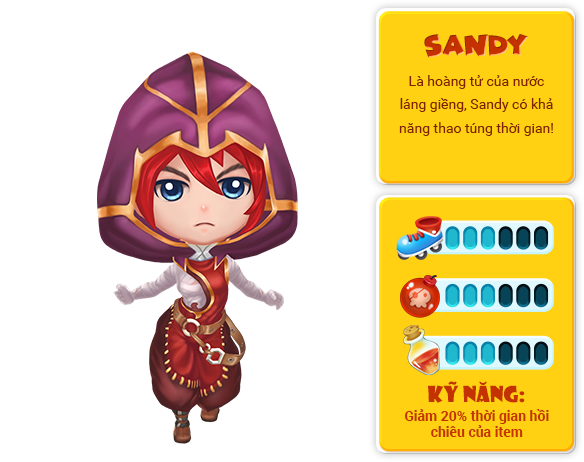 SANDY
Là hoàng tử của nước
láng giềng, Sandy có khả
năng thao túng thời gian!
KỸ NĂNG:
Giảm 20% thời gian hồi
chiêu của item